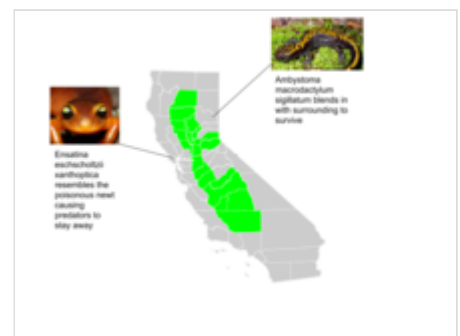 Ambystoma
macrodactylum
sigillatum blends in
with surrounding to
survive
Ensatina
eschscholtzii
xanthoptica
resembles the
poisonous newt
causing
predators to
stay away